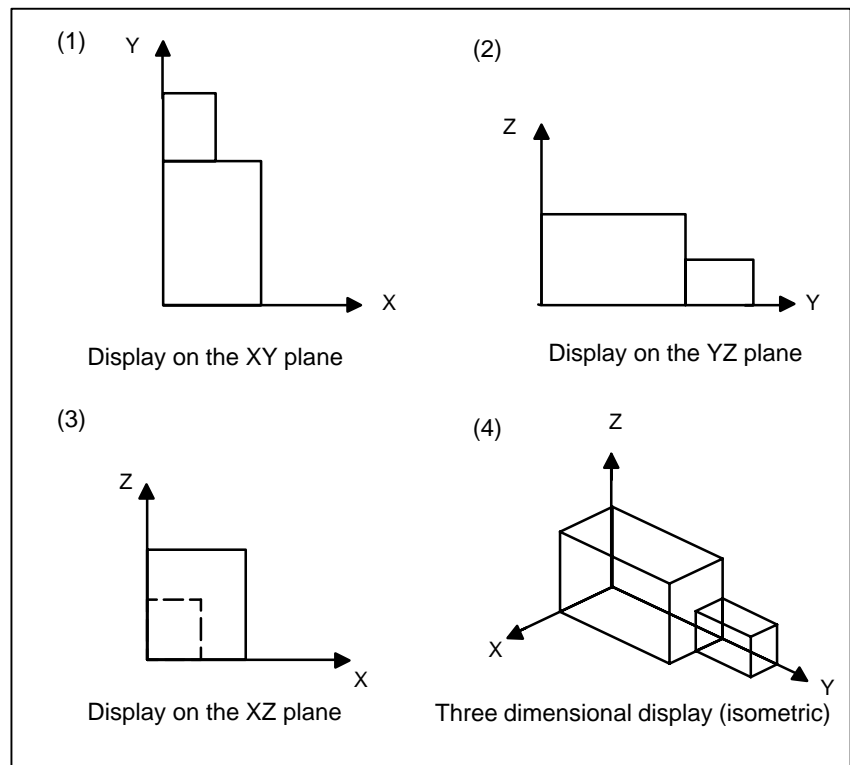 (1)
Y
X
Display on the XY plane
(2)
Z
Y
Display on the YZ plane
(3)
Z
X
Display on the XZ plane
(4)
Z
X
Y
Three dimensional display (isometric)